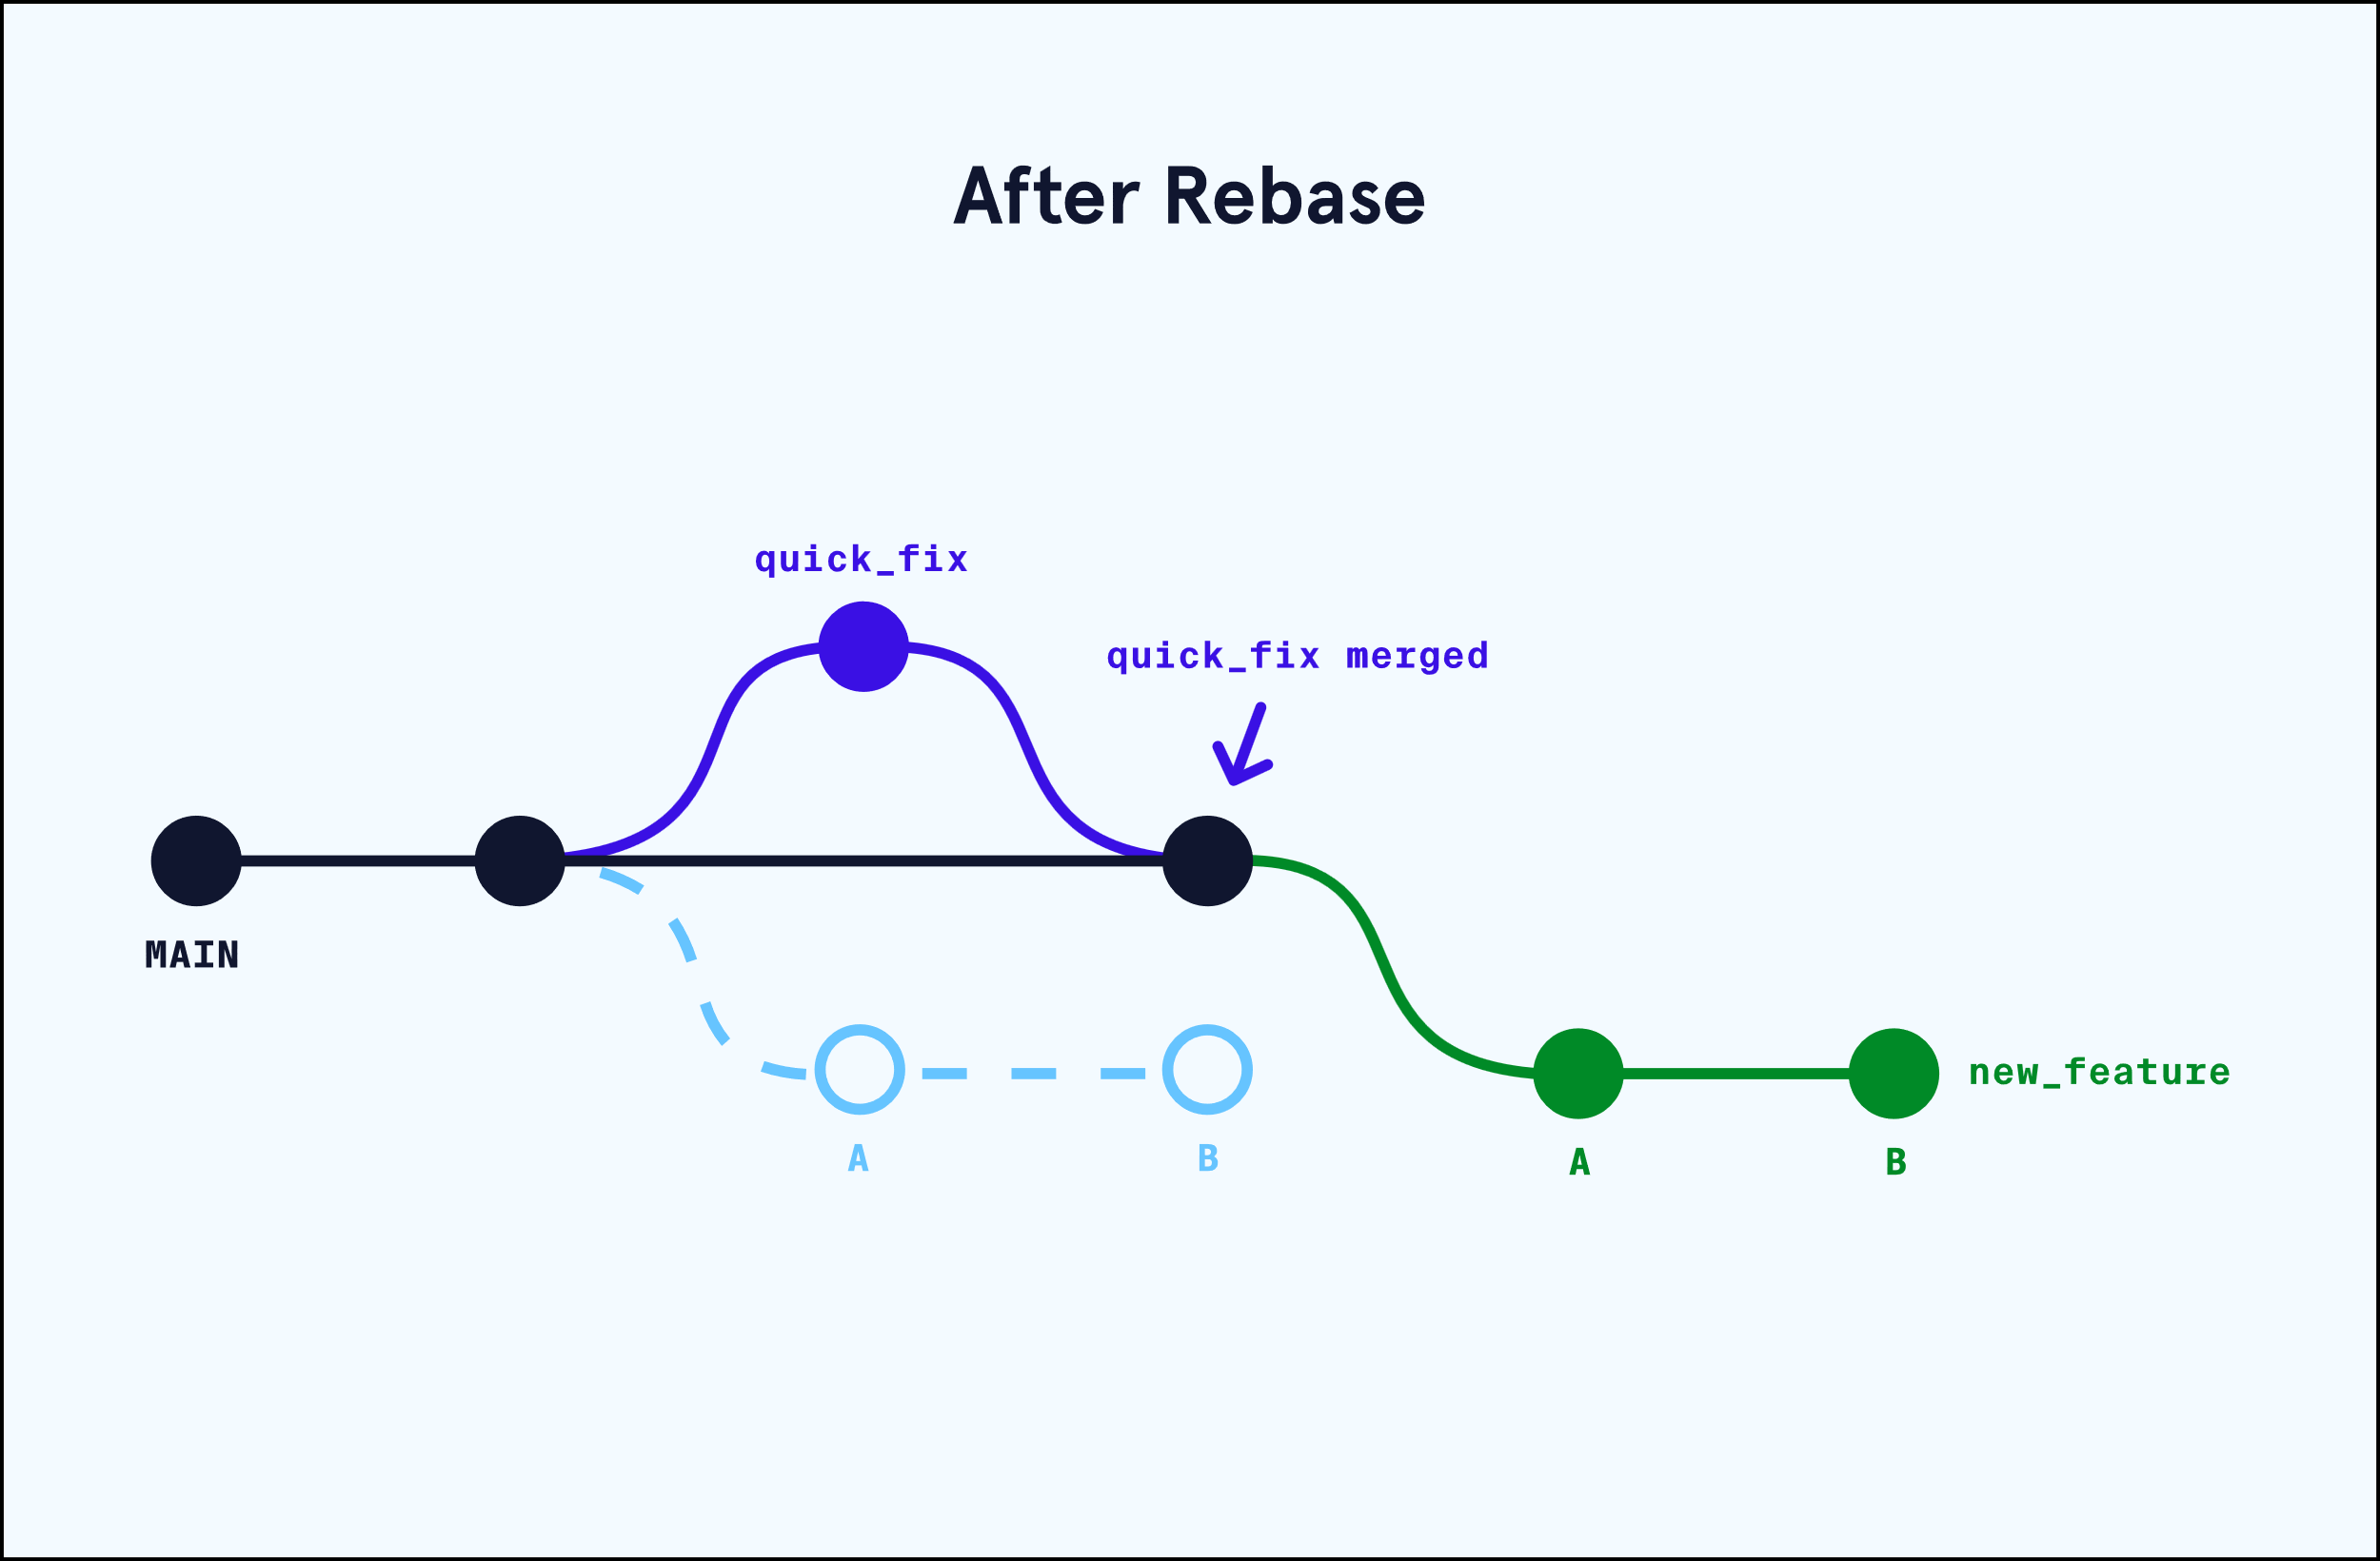 After Rebase
quick_fix
quick_fix merged
MAIN
new_feature
A
B
A
B